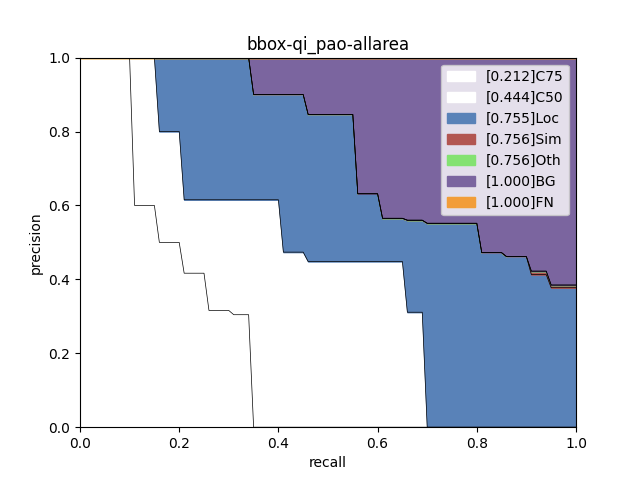 bbox-qi_pao-allarea
1.0
0.8
0.6
0.4
0.2
0.0
precision
[0.212]C75
[0.444]C50
[0.755]Loc
[0.756]Sim
[0.756]Oth
[1.000]BG
[1.000]FN
0.0 0.2 0.4 0.6 0.8 1.0
recall